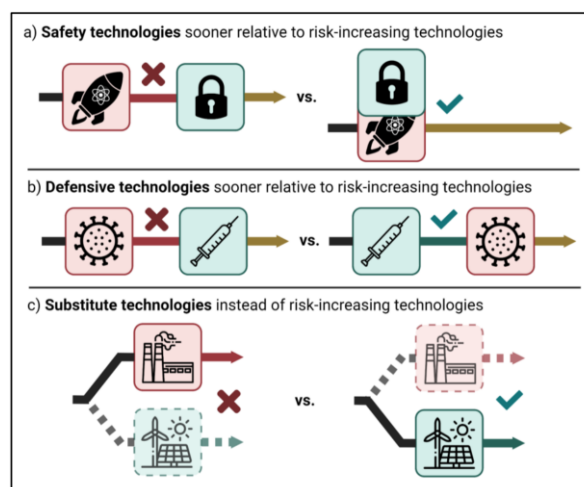 a) Safety technologies sooner relative to risk-increasing technologies
vs.
b) Defensive technologies sooner relative to risk-increasing technologies
vs.
c) Substitute technologies instead of risk-increasing technologies
vs.